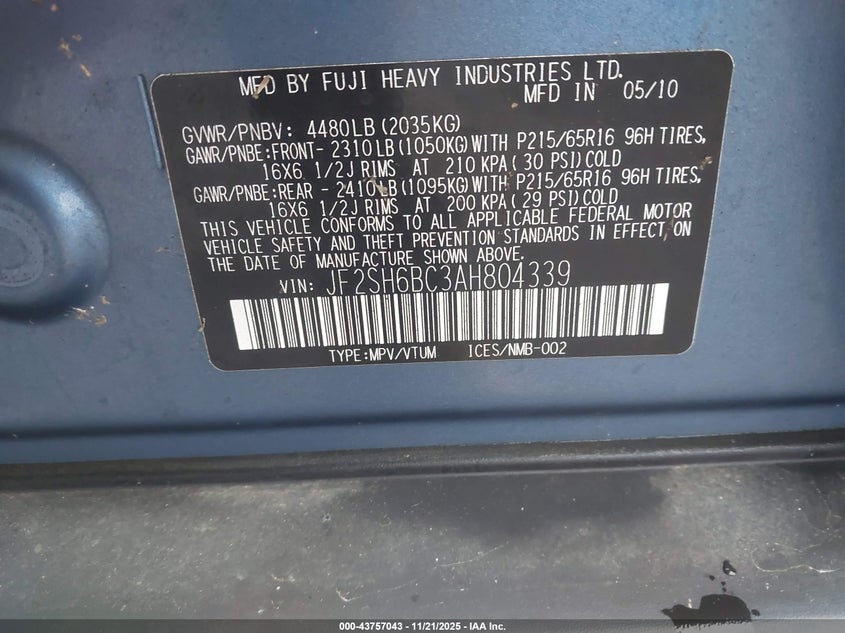 MFD BY FUJI HEAVY INDUSTRIES LTD.
MFD IN 05/10
GVWR/PNBV: 4480LB(2035KG)
GAWR/PNBE:FRONT- 2310LB(1050KG)WITH P215/65R16 96H TIRES,
16X6 1/2J RIMS AT 210 KPA(30 PSI)COLD
GAWR/PNBE:REAR - 2410LB(1095KG)WITH P215/65R16 96H TIRES,
16X6 1/2J RIMS AT 200 KPA(29 PSI)COLD
THIS VEHICLE CONFORMS TO ALL APPLICABLE FEDERAL MOTOR
VEHICLE SAFETY AND THEFT PREVENTION STANDARDS IN EFFECT ON
THE DATE OF MANUFACTURE SHOWN ABOVE.
VIN: JF2SH6BC3AH804339
TYPE:MPV/VTUM ICES/NMB-002
000-43757043 - 11/21/2025 - IAA Inc.